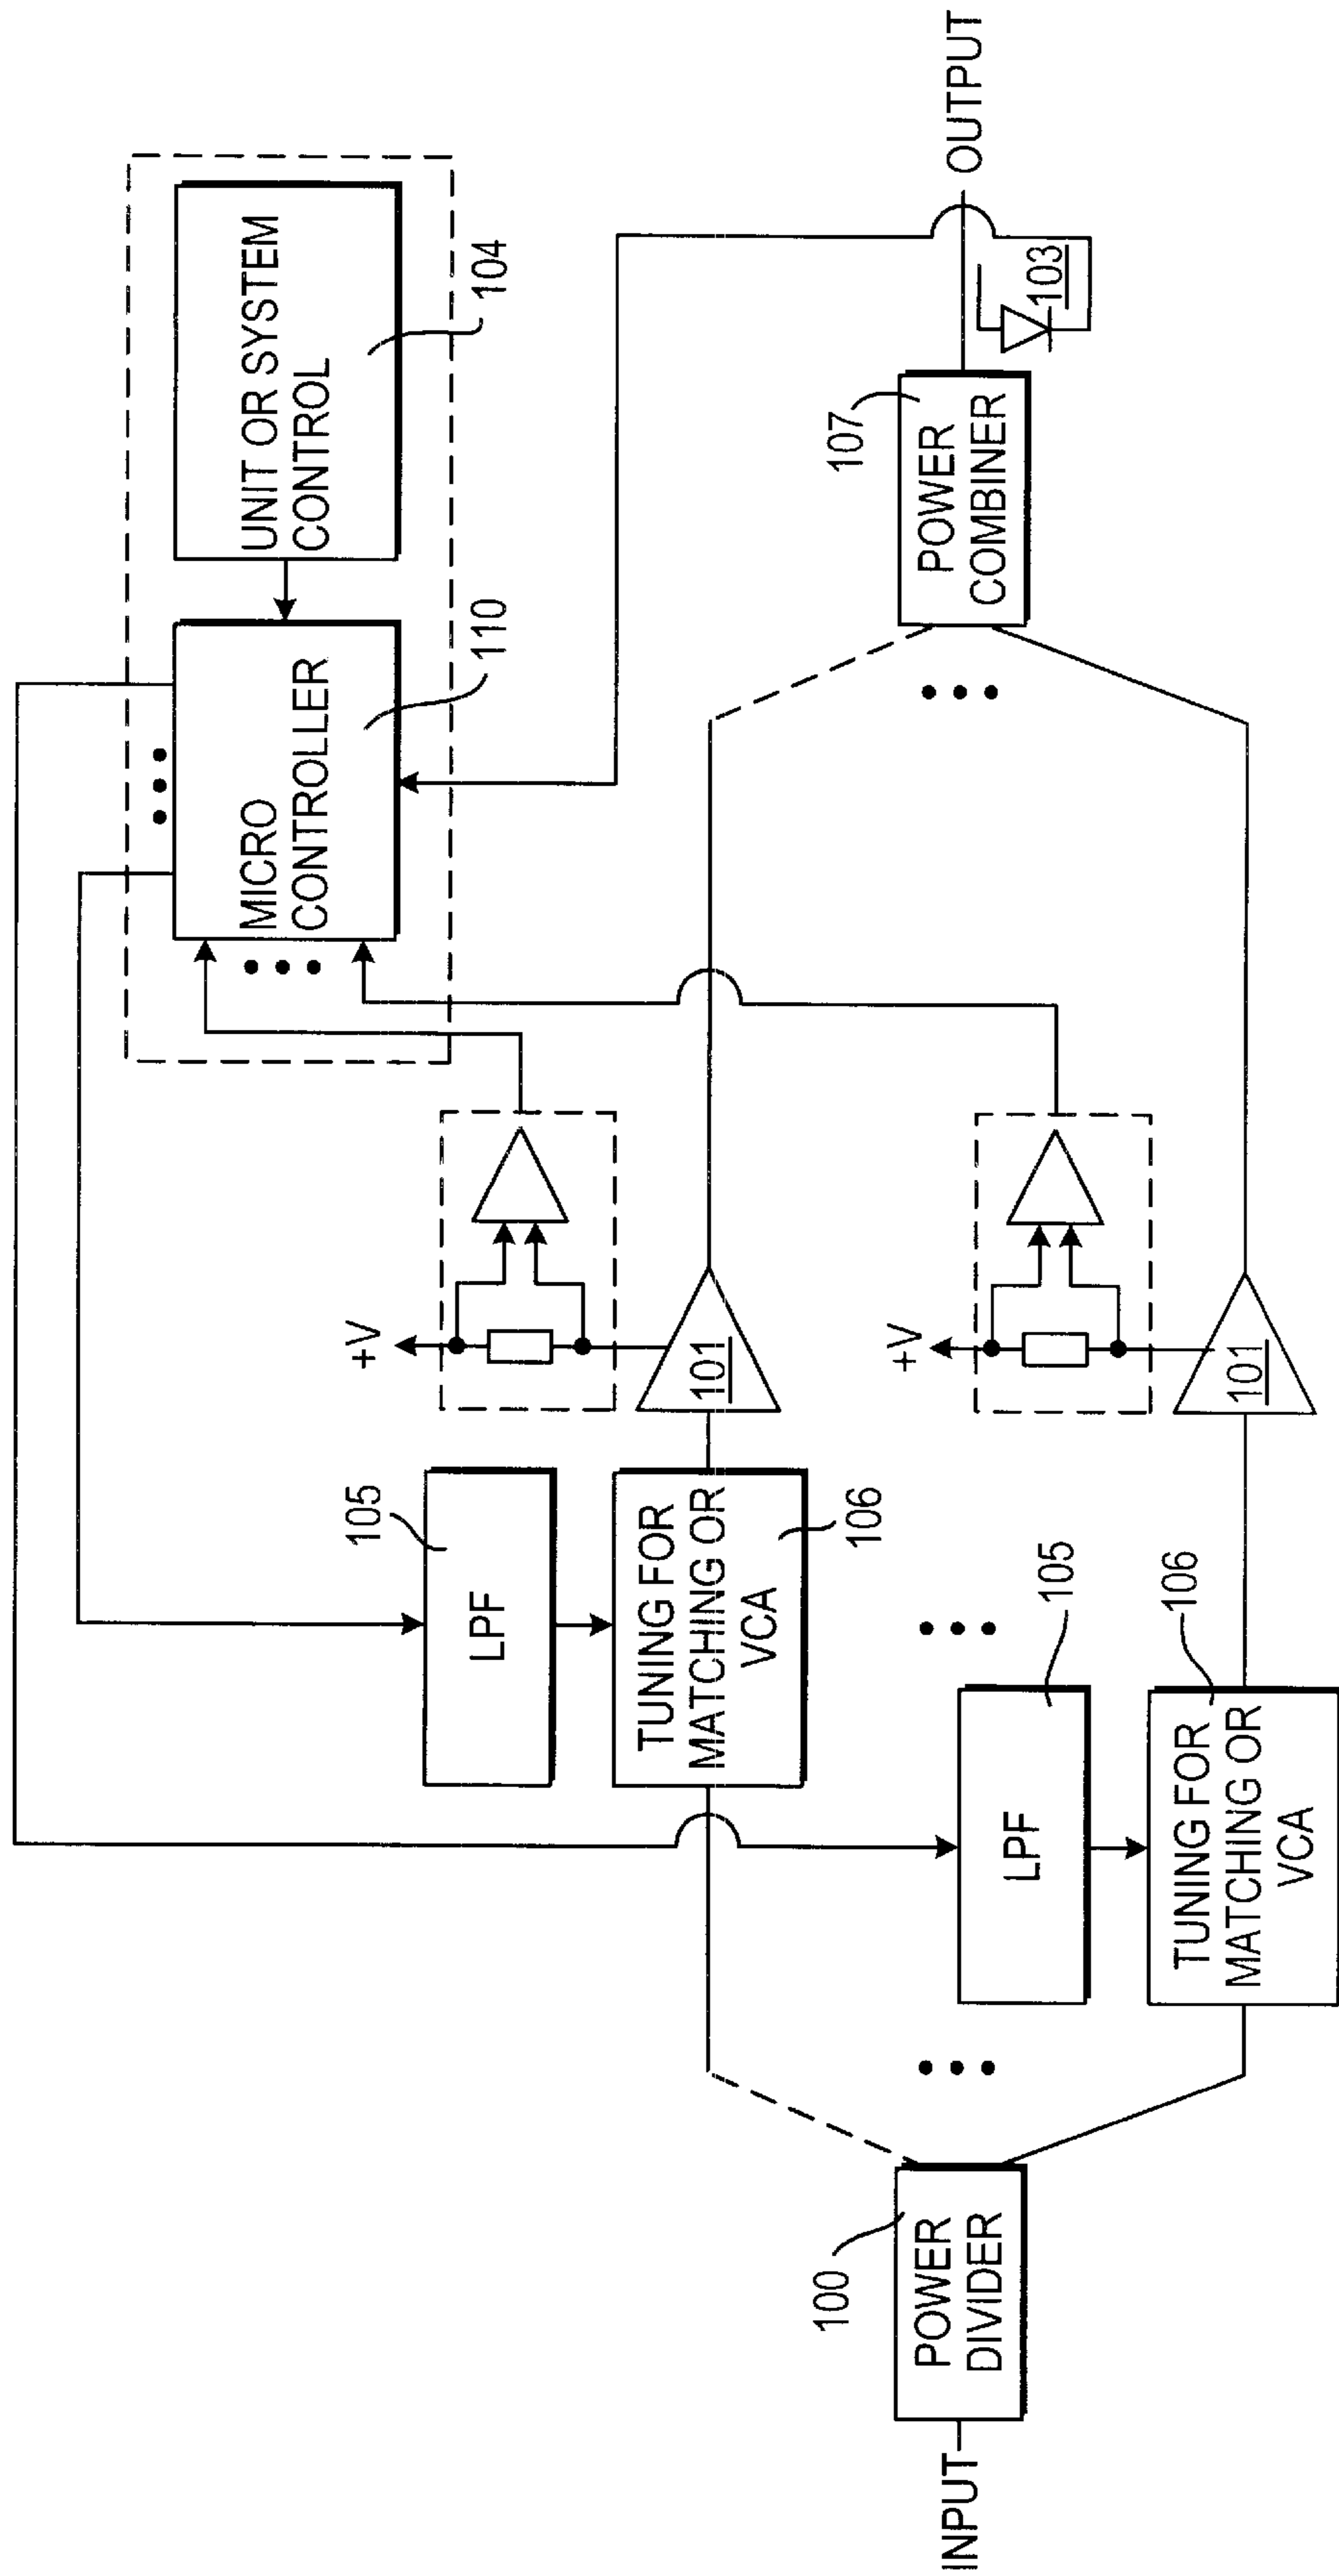 UNIT OR SYSTEM
CONTROL
104
MICRO
CONTROLLER
110
+V
105
LPF
TUNING FOR
MATCHING OR
VCA
106
101
107
POWER
COMBINER
OUTPUT
103
+V
105
LPF
TUNING FOR
MATCHING OR
VCA
106
101
100
POWER
DIVIDER
INPUT